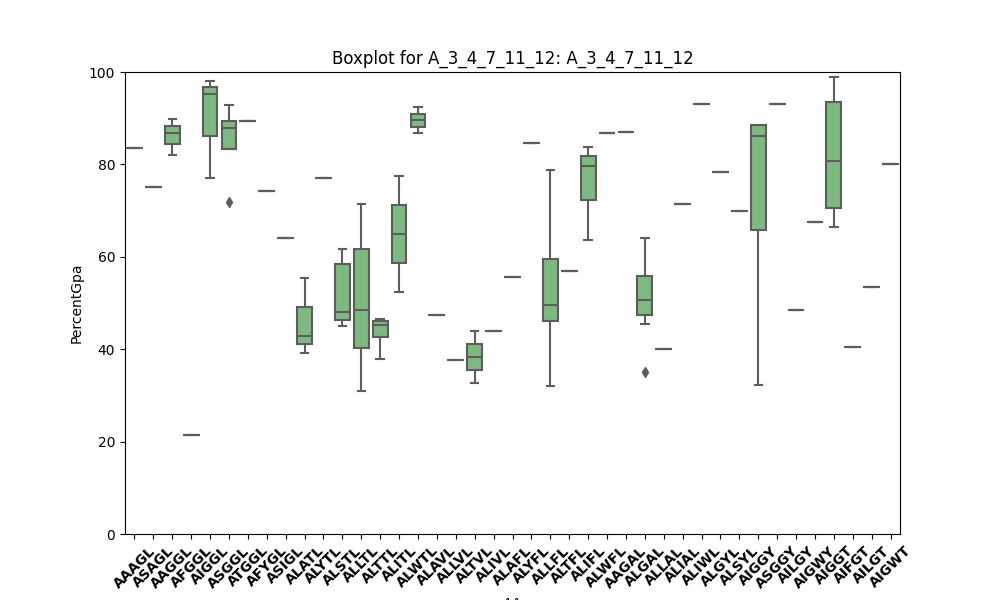 Boxplot for A_3_4_7_11_12: A_3_4_7_11_12
PercentGpa
100
80
60
40
20
0
AAAGL
ASAGL
AAGGL
AFGGL
AIGGL
ASGGL
ATGGL
AFYGL
ASIGL
ALATL
ALYTL
ALSTL
ALLTL
ALTTL
ALITL
ALWTL
ALAVL
ALLVL
ALTVL
ALIVL
ALAFL
ALYFL
ALLFL
ALTFL
ALIFL
ALWFL
AAGAL
ALGAL
ALLAL
ALIAL
ALIWL
ALGYL
ALSYL
AIGGY
ASGGY
AILGY
AIGWY
AIGGT
AIFGT
AILGT
AIGWT